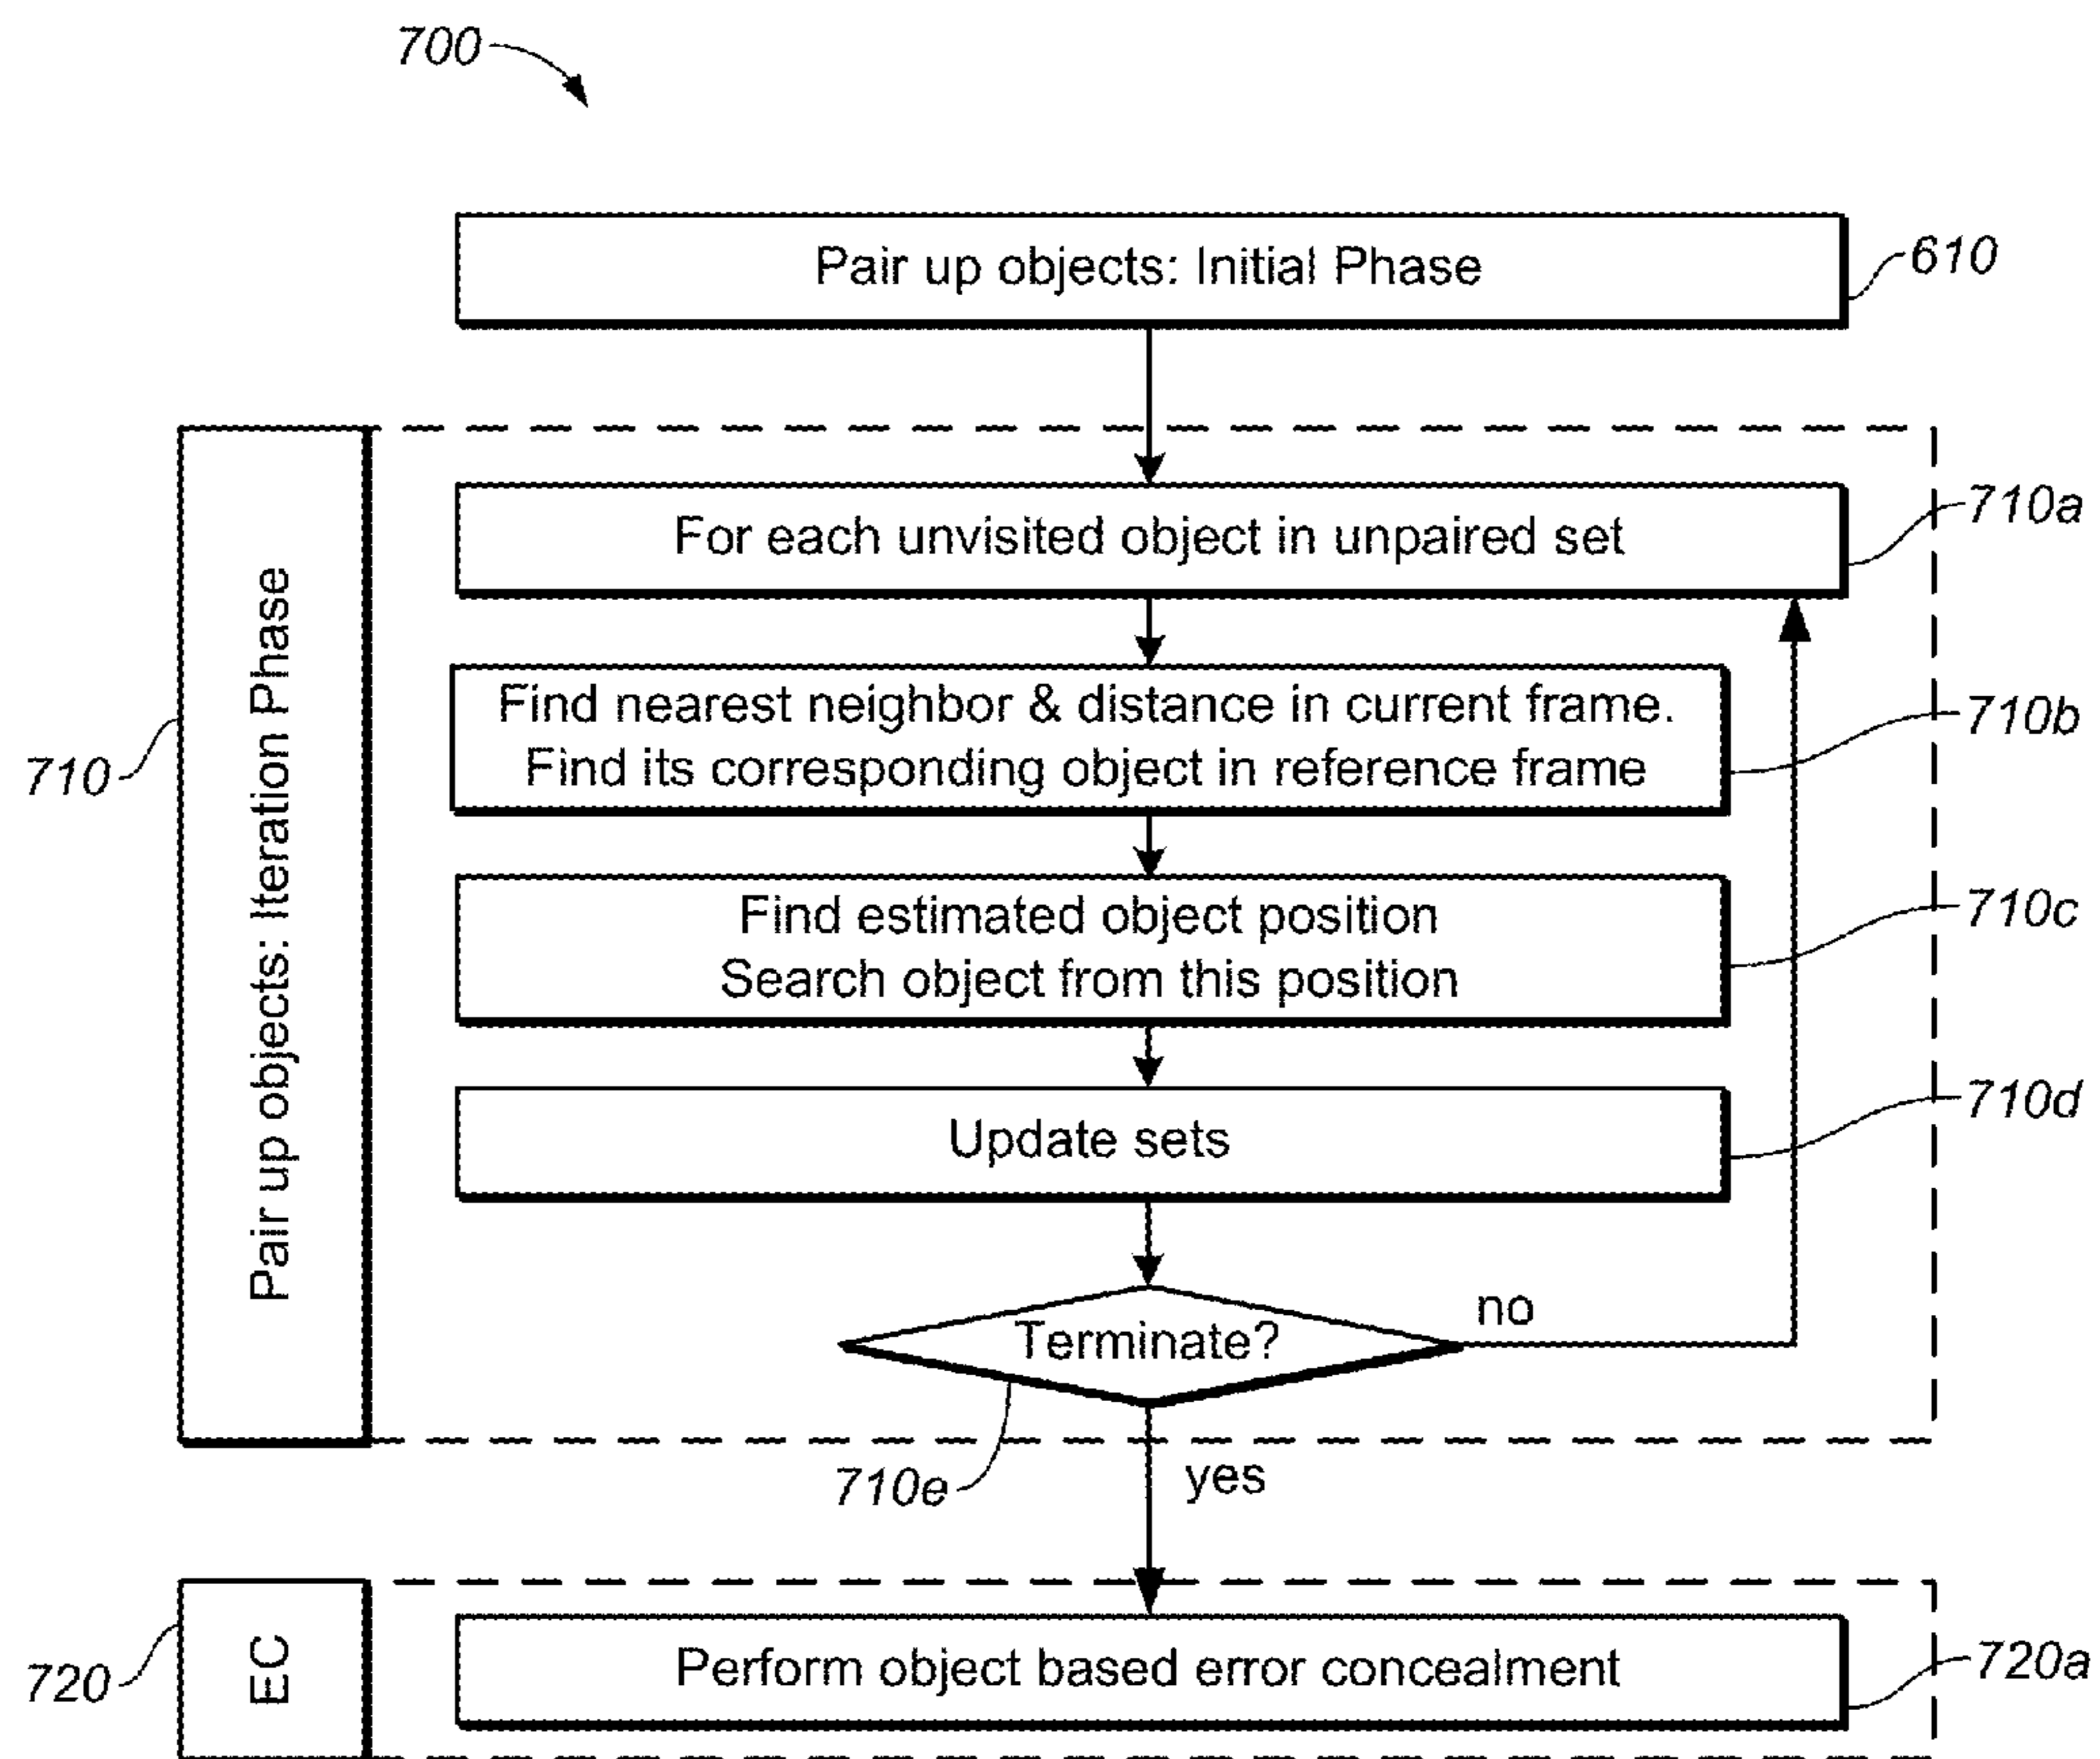 700
Pair up objects: Initial Phase
610
Pair up objects: Iteration Phase
710
For each unvisited object in unpaired set
710a
Find nearest neighbor & distance in current frame.
Find its corresponding object in reference frame
710b
Find estimated object position
Search object from this position
710c
Update sets
710d
Terminate?
no
710e
yes
EC
720
Perform object based error concealment
720a